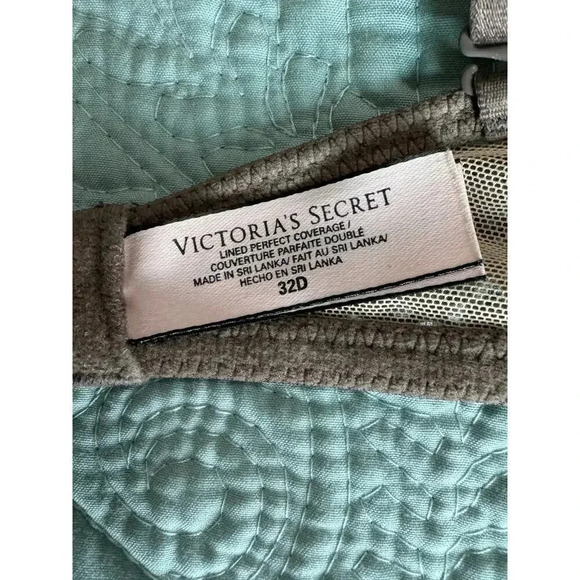 VICTORIA'S SECRET
LINED PERFECT COVERAGE/
COUVERTURE PARFAITE DOUBLÉ
MADE IN SRI LANKA/ FAIT AU SRI LANKA/
HECHO EN SRI LANKA
32D